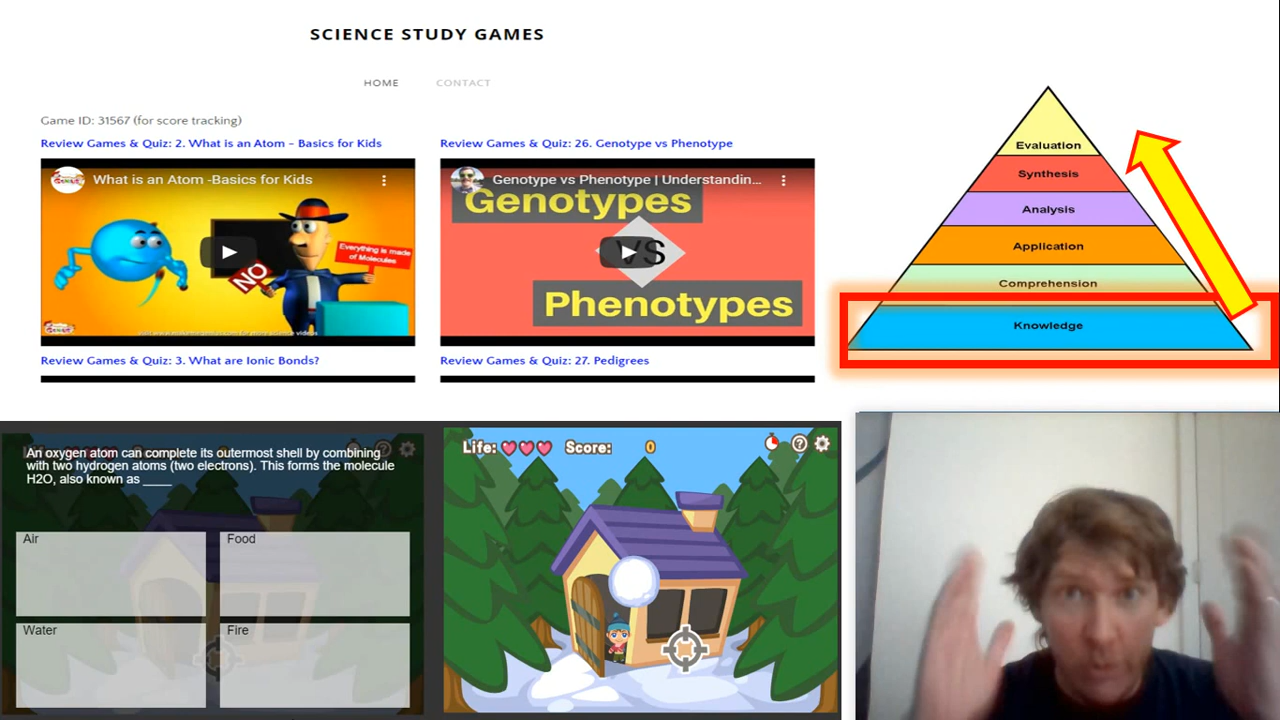 SCIENCE STUDY GAMES
HOME CONTACT
Game ID: 31567 (for score tracking)
Review Games & Quiz: 2. What is an Atom – Basics for Kids
What is an Atom -Basics for Kids
NO
Everything is made
of Molecules
Review Games & Quiz: 3. What are Ionic Bonds?
Review Games & Quiz: 26. Genotype vs Phenotype
Genotype vs Phenotype | Understandin...
Genotypes
VS
Phenotypes
Review Games & Quiz: 27. Pedigrees
Evaluation
Synthesis
Analysis
Application
Comprehension
Knowledge
An oxygen atom can complete its outermost shell by combining
with two hydrogen atoms (two electrons). This forms the molecule
H2O, also known as ____
Air
Food
Water
Fire
Life: Score: 0